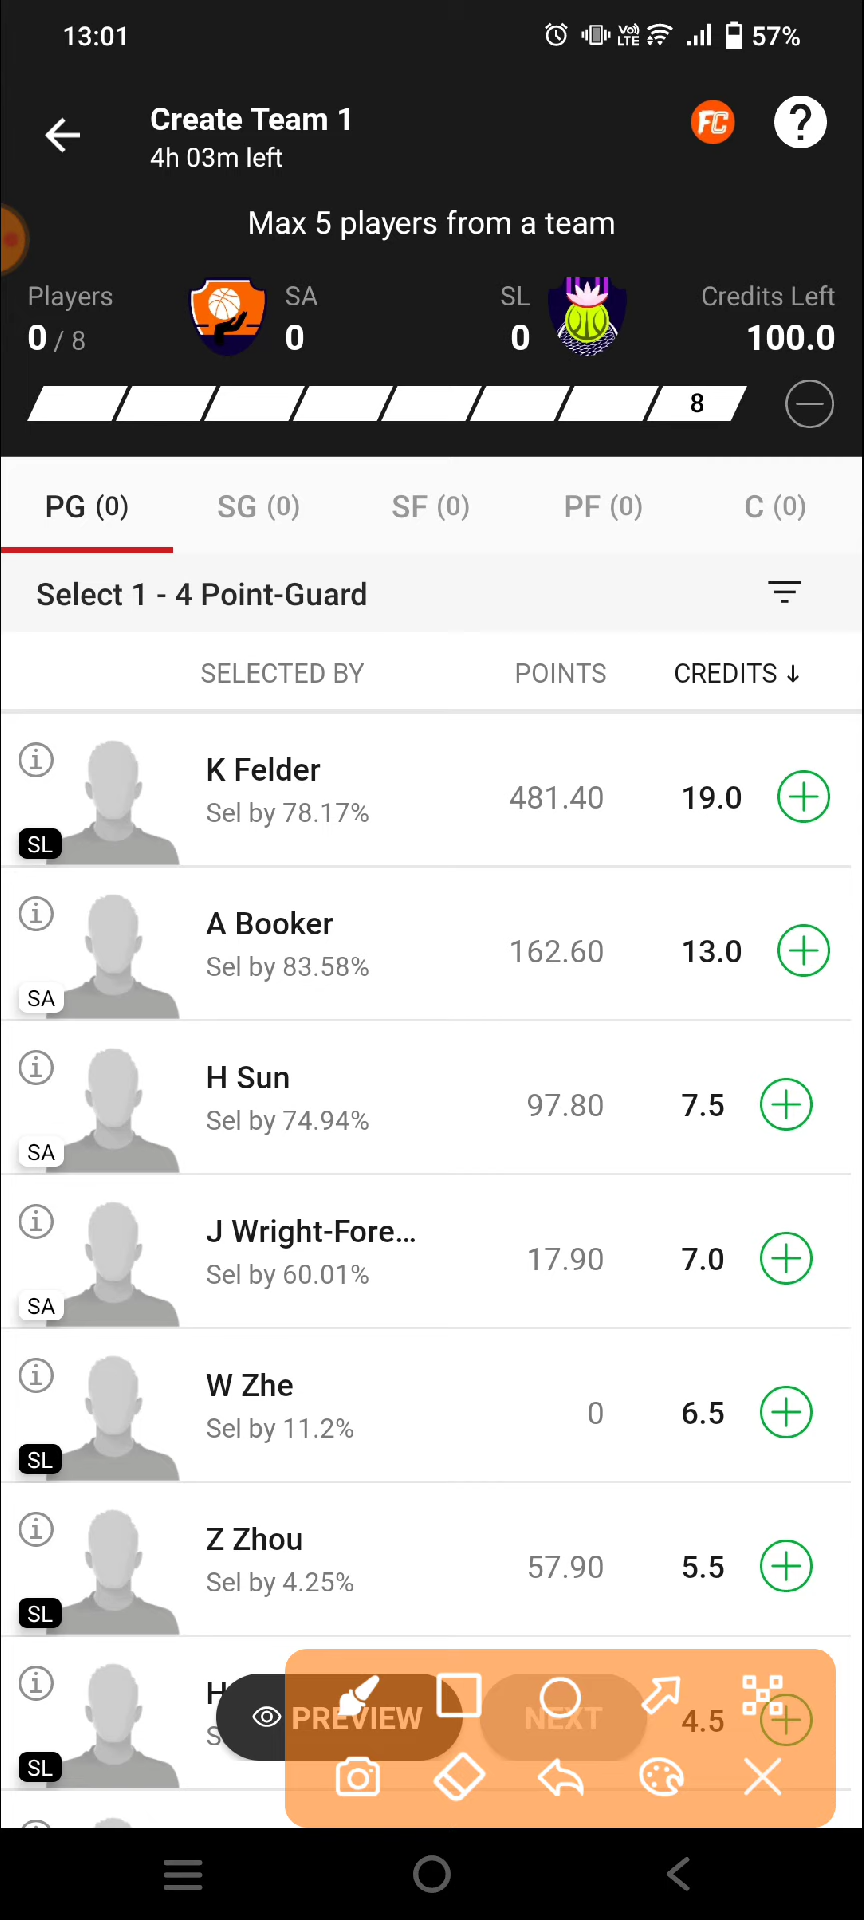 13:01
Vo) LTE
57%
Create Team 1
4h 03m left
FC
?
Max 5 players from a team
Players
SA
SL
Credits Left
0 / 8
0
0
100.0
8
PG (0)
SG (0)
SF (0)
PF (0)
C (0)
Select 1 - 4 Point-Guard
SELECTED BY
POINTS
CREDITS ↓
K Felder
Sel by 78.17%
481.40
19.0
SL
A Booker
Sel by 83.58%
162.60
13.0
SA
H Sun
Sel by 74.94%
97.80
7.5
SA
J Wright-Fore...
Sel by 60.01%
17.90
7.0
SA
W Zhe
Sel by 11.2%
0
6.5
SL
Z Zhou
Sel by 4.25%
57.90
5.5
SL
PREVIEW
NEXT
4.5
SL